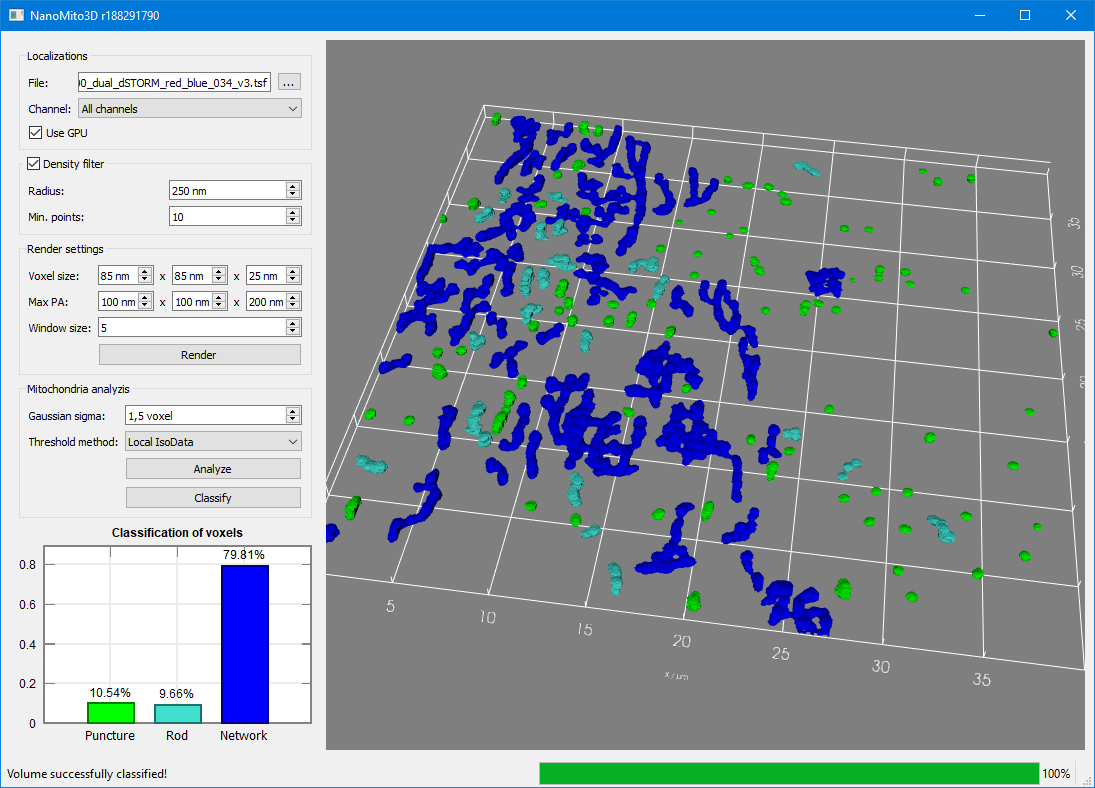 NanoMito3D r188291790
Localizations
File: 00_dual_dSTORM_red_blue_034_v3.tsf ...
Channel: All channels
Use GPU
Density filter
Radius: 250 nm
Min. points: 10
Render settings
Voxel size: 85 nm x 85 nm x 25 nm
Max PA: 100 nm x 100 nm x 200 nm
Window size: 5
Render
Mitochondria analyzis
Gaussian sigma: 1,5 voxel
Threshold method: Local IsoData
Analyze
Classify
Classification of voxels
79.81%
10.54% 9.66%
0.8
0.6
0.4
0.2
0
Puncture Rod Network
35
30
25
5 10 15 20 25 30 35
x / µm
Volume successfully classified!
100%